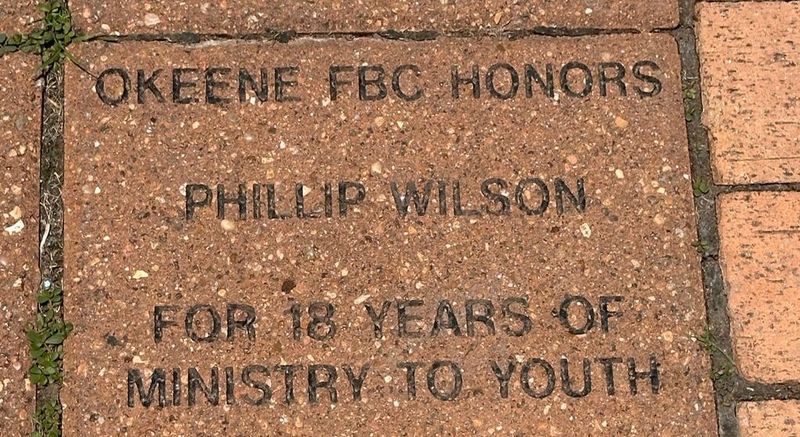 OKEENE FBC HONORS
PHILLIP WILSON
FOR 18 YEARS OF
MINISTRY TO YOUTH